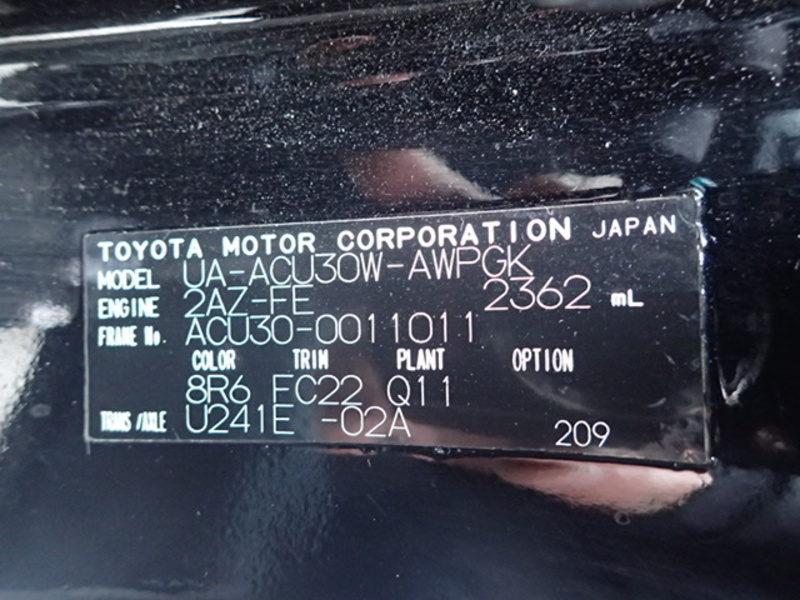 TOYOTA MOTOR CORPORATION JAPAN
MODEL UA-ACU30W-AWPGK
ENGINE 2AZ-FE 2362 mL
FRAME No. ACU30-0011011
COLOR TRIM PLANT OPTION
8R6 FC22 Q11
TRANS/AXLE U241E -02A
209